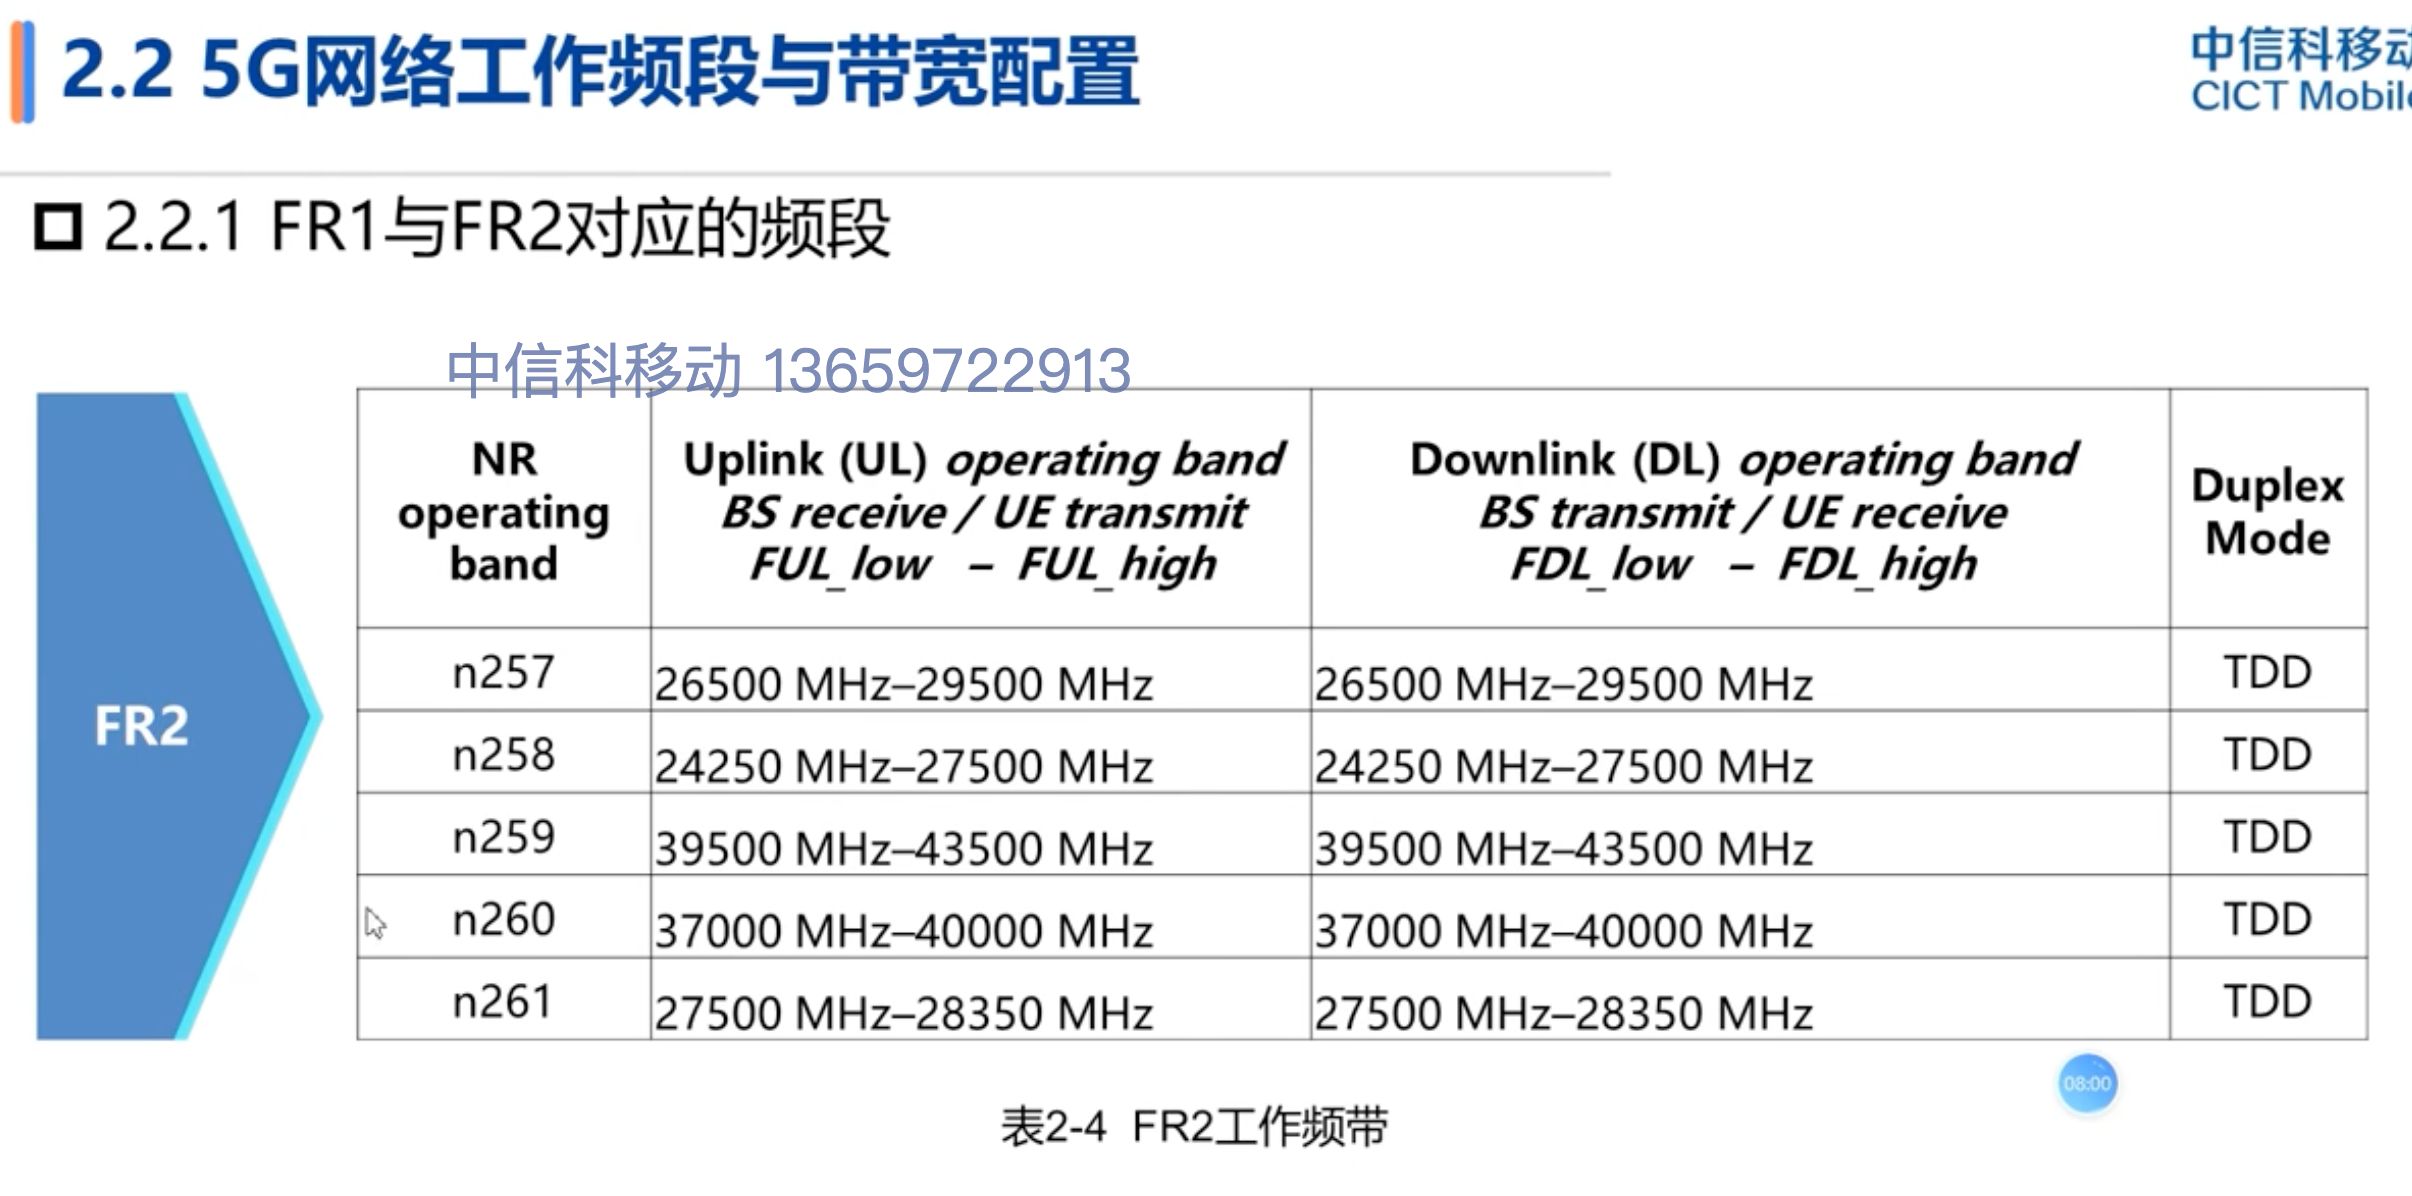 2.2 5G网络工作频段与带宽配置
中信科移动
CICT Mobile
2.2.1 FR1与FR2对应的频段
中信科移动 13659722913
FR2
NR operating band
Uplink (UL) operating band
BS receive / UE transmit
FUL_low – FUL_high
Downlink (DL) operating band
BS transmit / UE receive
FDL_low – FDL_high
Duplex Mode
n257 26500 MHz–29500 MHz 26500 MHz–29500 MHz TDD
n258 24250 MHz–27500 MHz 24250 MHz–27500 MHz TDD
n259 39500 MHz–43500 MHz 39500 MHz–43500 MHz TDD
n260 37000 MHz–40000 MHz 37000 MHz–40000 MHz TDD
n261 27500 MHz–28350 MHz 27500 MHz–28350 MHz TDD
08:00
表2-4 FR2工作频带